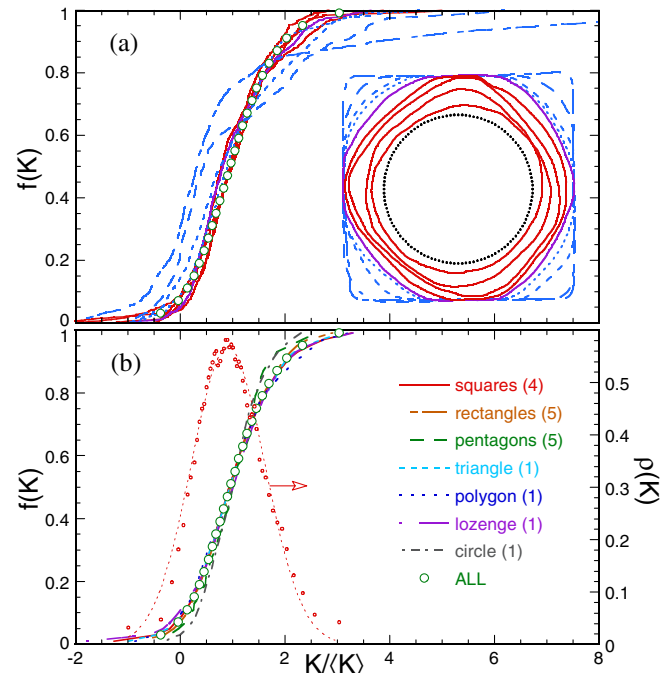 (a)
f(K)
1
0.8
0.6
0.4
0.2
0
(b)
f(K)
1
0.8
0.6
0.4
0.2
0
squares (4)
rectangles (5)
pentagons (5)
triangle (1)
polygon (1)
lozenge (1)
circle (1)
ALL
0.5
0.4
0.3
0.2
0.1
0
ρ(K)
-2 0 2 4 6 8
K/⟨K⟩